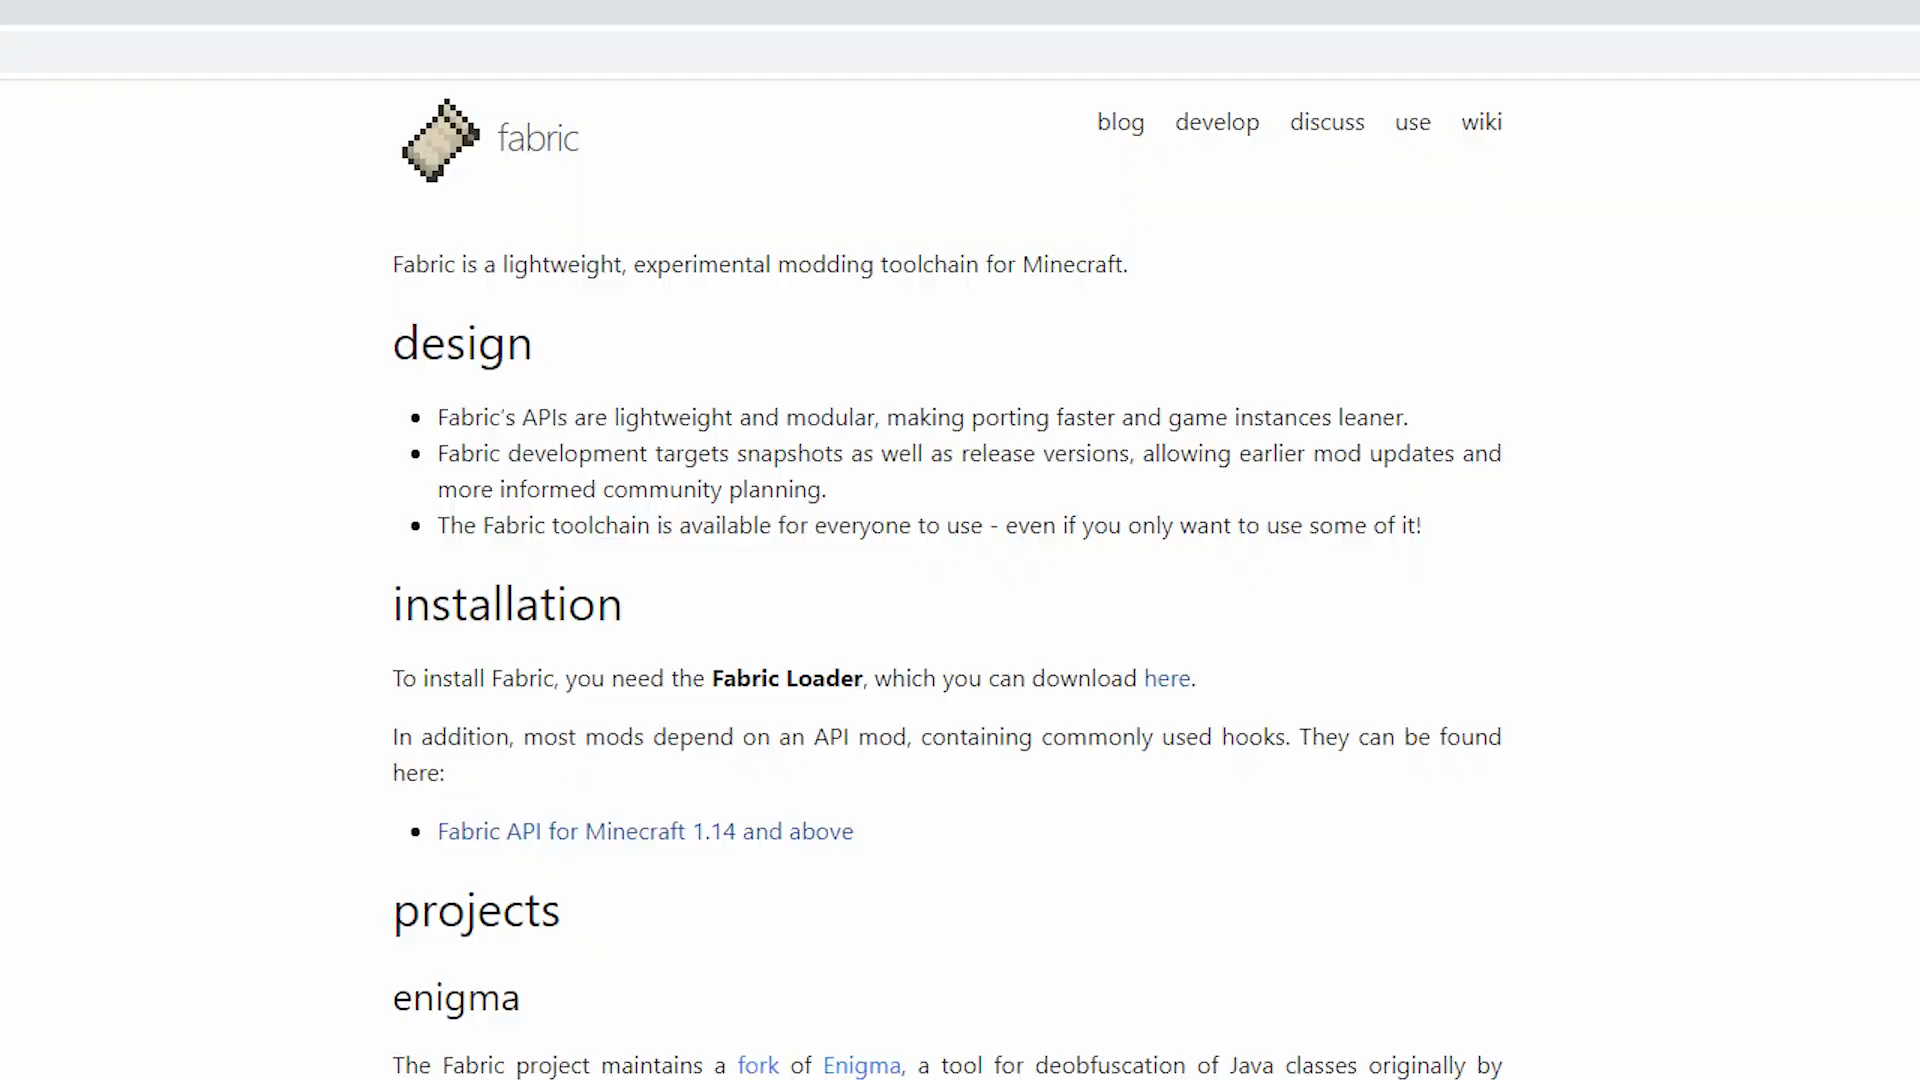 fabric
blog develop discuss use wiki
Fabric is a lightweight, experimental modding toolchain for Minecraft.
design
Fabric's APIs are lightweight and modular, making porting faster and game instances leaner.
Fabric development targets snapshots as well as release versions, allowing earlier mod updates and
more informed community planning.
The Fabric toolchain is available for everyone to use - even if you only want to use some of it!
installation
To install Fabric, you need the Fabric Loader, which you can download here.
In addition, most mods depend on an API mod, containing commonly used hooks. They can be found
here:
Fabric API for Minecraft 1.14 and above
projects
enigma
The Fabric project maintains a fork of Enigma, a tool for deobfuscation of Java classes originally by